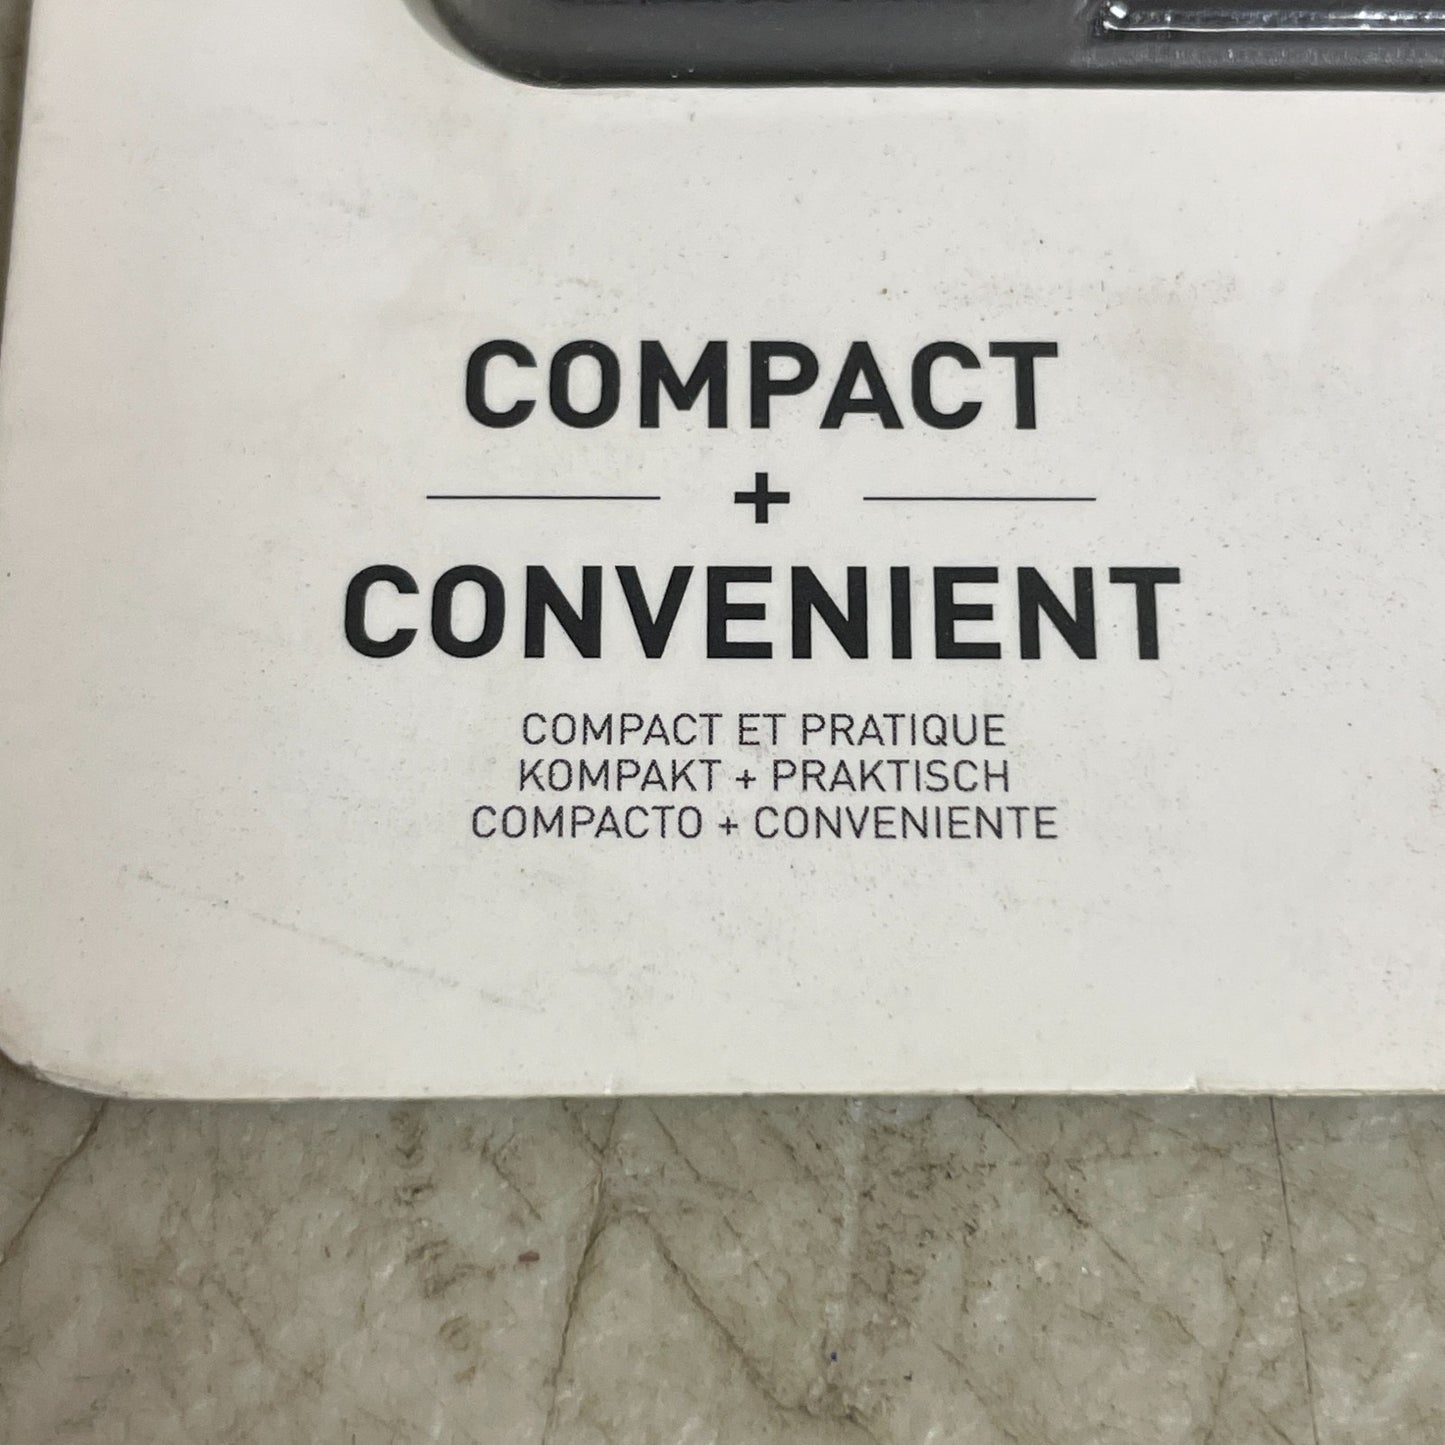 COMPACT
+
CONVENIENT
COMPACT ET PRATIQUE
KOMPAKT + PRAKTISCH
COMPACTO + CONVENIENTE